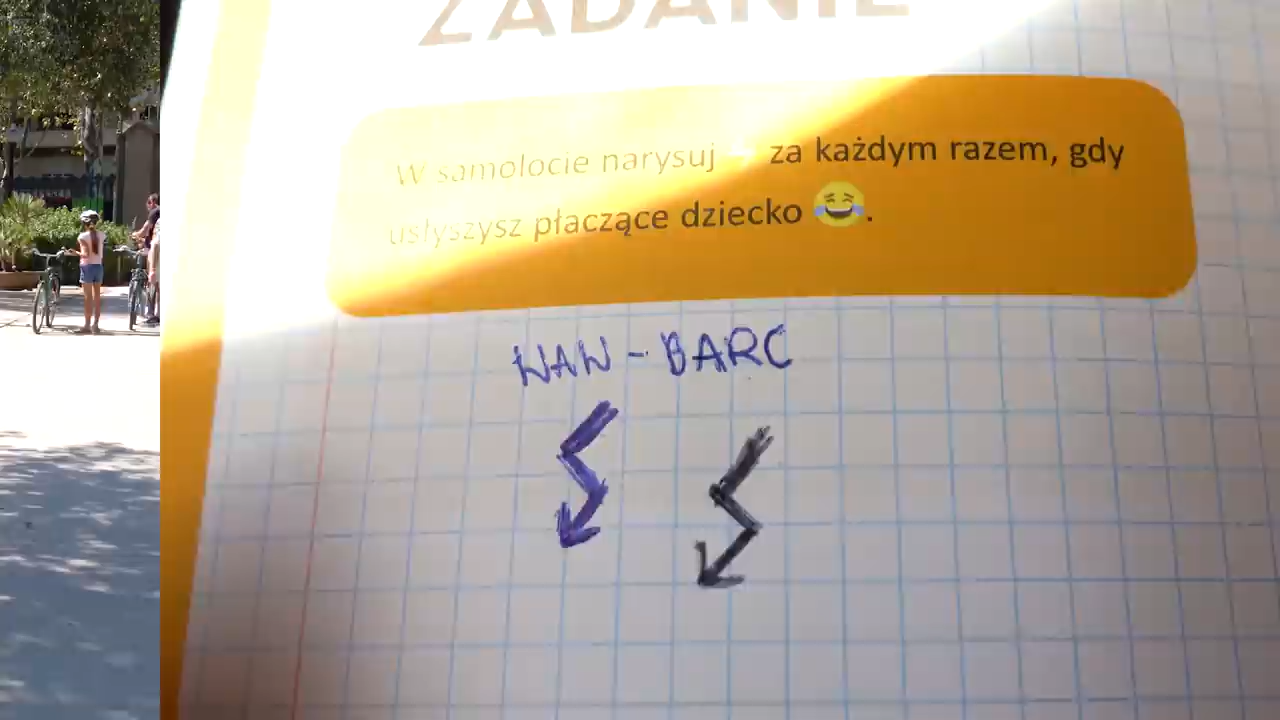 ZADANIE
W samolocie narysuj ⚡ za każdym razem, gdy
usłyszysz płaczące dziecko 😂.
WAW - BARC